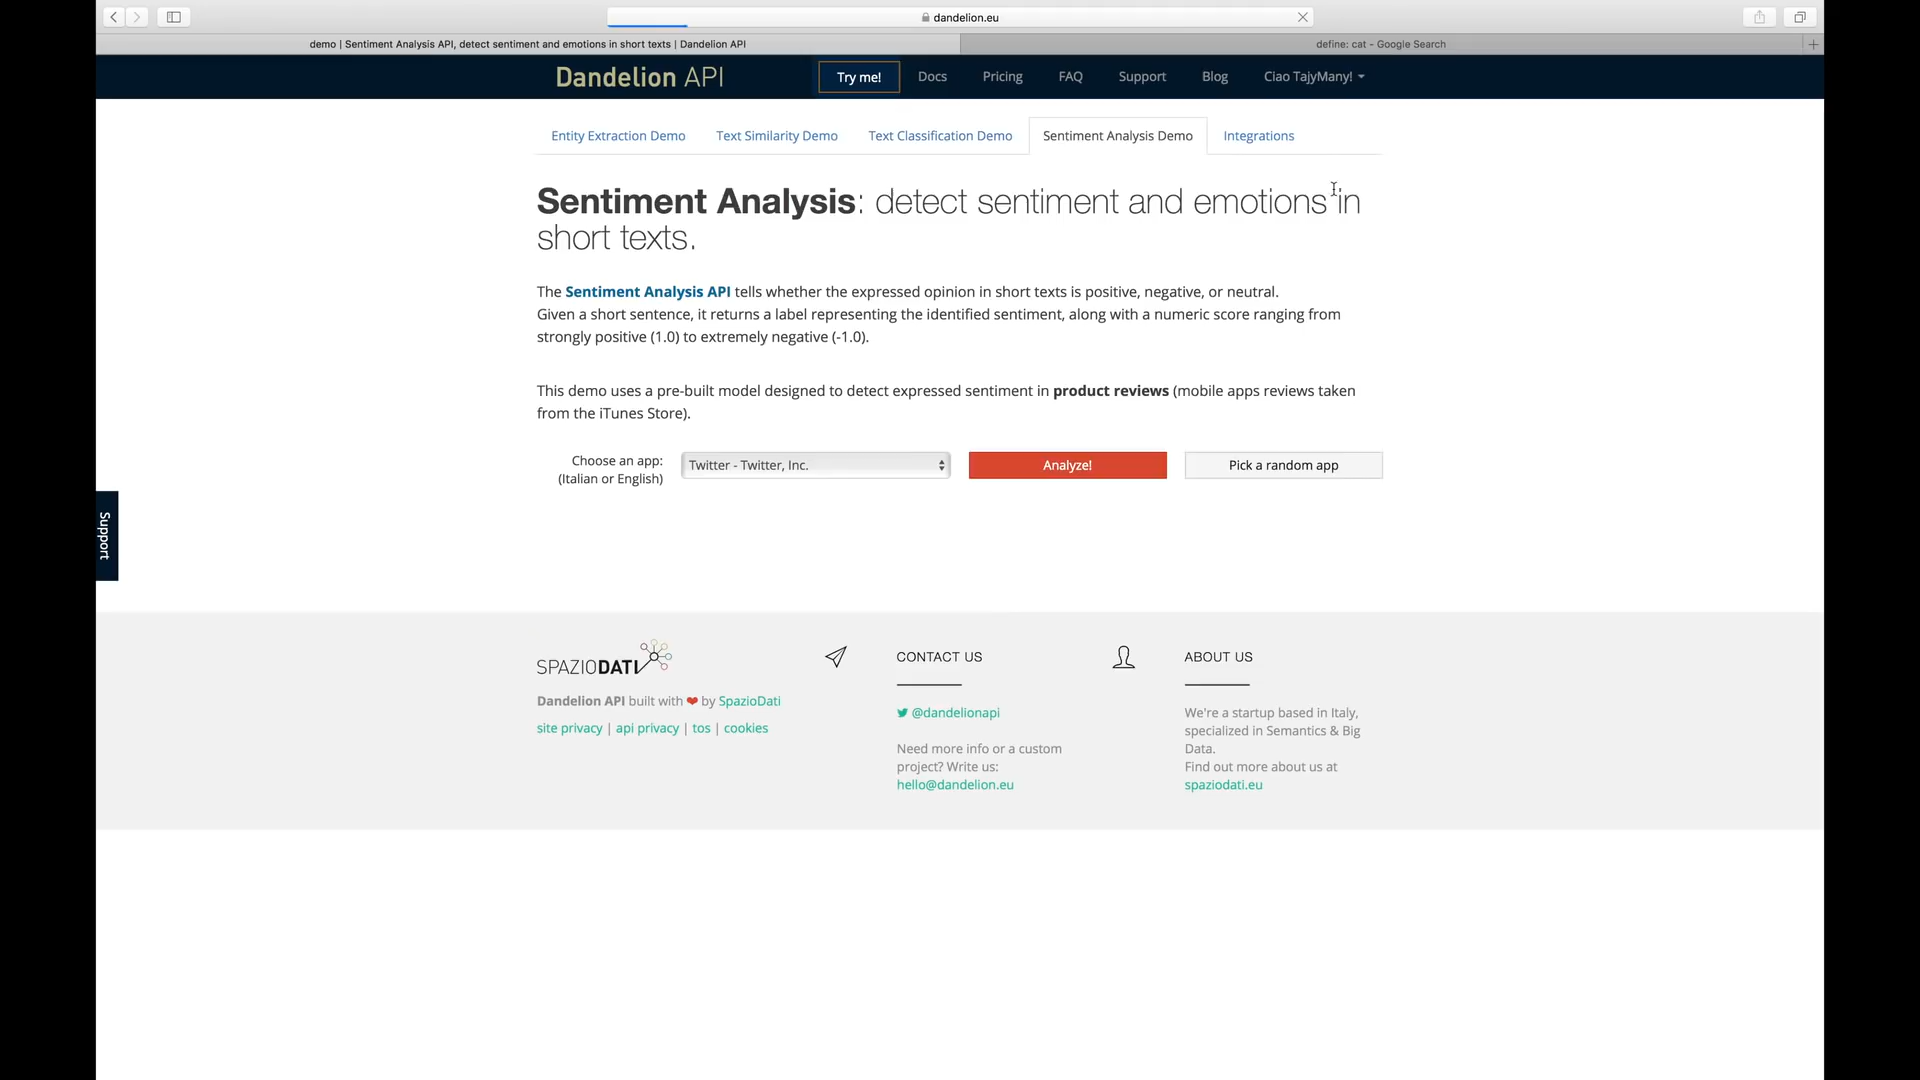 dandelion.eu
demo | Sentiment Analysis API, detect sentiment and emotions in short texts | Dandelion API
define: cat - Google Search
Dandelion API
Try me!
Docs
Pricing
FAQ
Support
Blog
Ciao TajyMany!
Entity Extraction Demo
Text Similarity Demo
Text Classification Demo
Sentiment Analysis Demo
Integrations
Sentiment Analysis: detect sentiment and emotions in
short texts.
The Sentiment Analysis API tells whether the expressed opinion in short texts is positive, negative, or neutral.
Given a short sentence, it returns a label representing the identified sentiment, along with a numeric score ranging from
strongly positive (1.0) to extremely negative (-1.0).
This demo uses a pre-built model designed to detect expressed sentiment in product reviews (mobile apps reviews taken
from the iTunes Store).
Choose an app:
(Italian or English)
Twitter - Twitter, Inc.
Analyze!
Pick a random app
Support
SPAZIODATI
Dandelion API built with ❤ by SpazioDati
site privacy | api privacy | tos | cookies
CONTACT US
@dandelionapi
Need more info or a custom
project? Write us:
hello@dandelion.eu
ABOUT US
We're a startup based in Italy,
specialized in Semantics & Big
Data.
Find out more about us at
spaziodati.eu